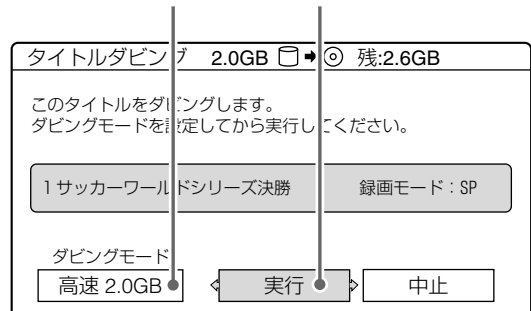 タイトルダビング 2.0GB ➡ 残:2.6GB
このタイトルをダビングします。
ダビングモードを設定してから実行してください。
1 サッカーワールドシリーズ決勝 録画モード:SP
ダビングモード
高速 2.0GB 実行 中止